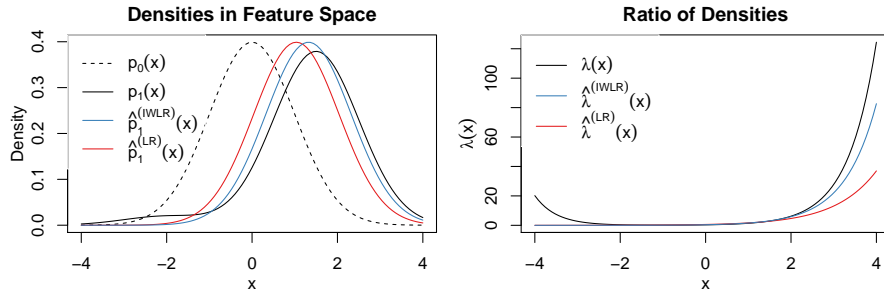 Densities in Feature Space
Density
0.0
0.1
0.2
0.3
0.4
p₀(x)
p₁(x)
p̂₁^(IWLR)(x)
p̂₁^(LR)(x)
−4 −2 0 2 4
x
Ratio of Densities
λ(x)
0 20 60 120
λ(x)
λ̂^(IWLR)(x)
λ̂^(LR)(x)
−4 −2 0 2 4
x